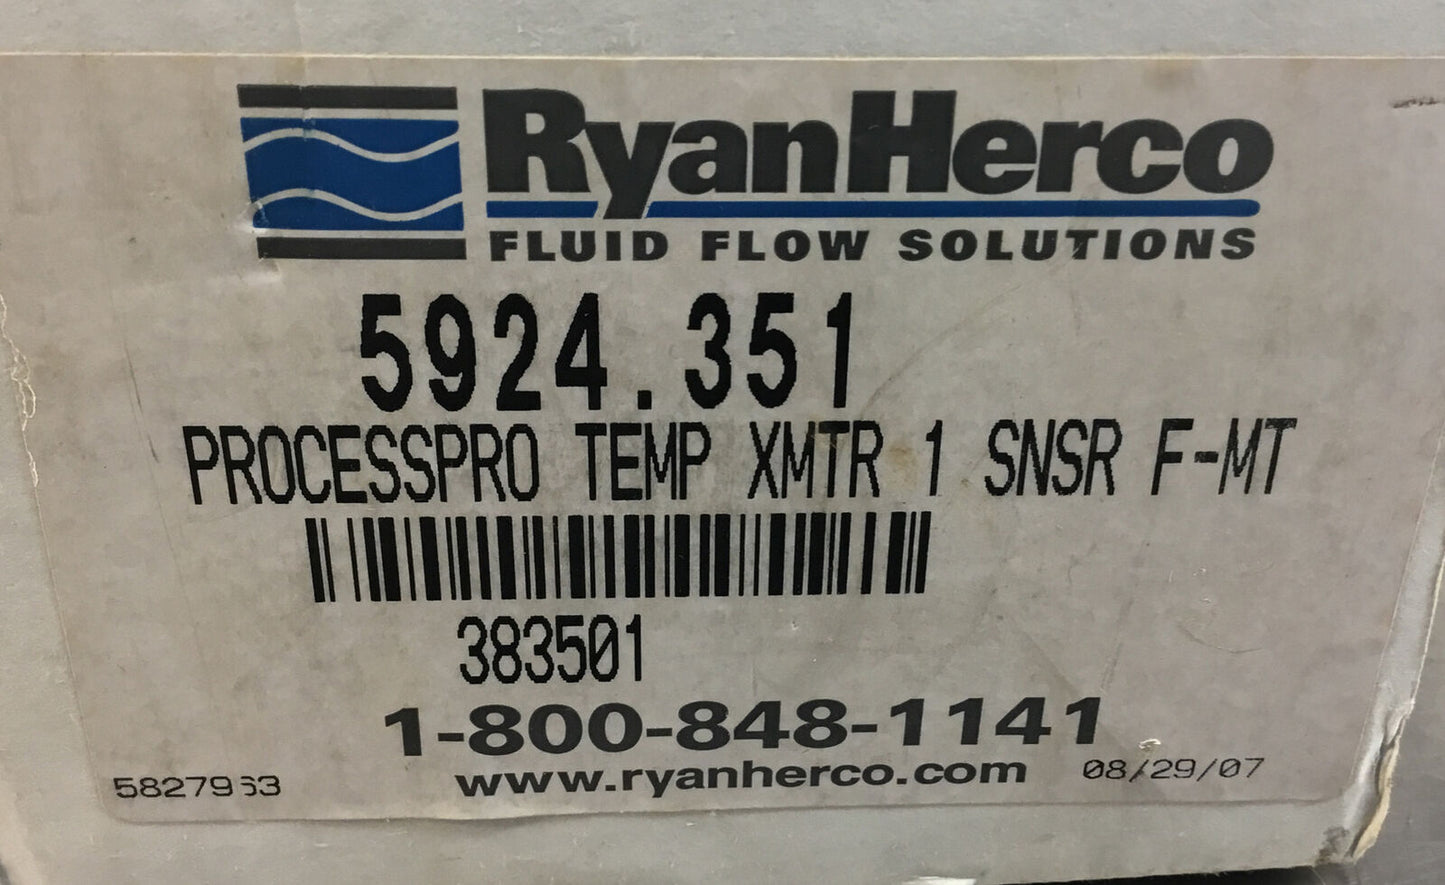 RyanHerco
FLUID FLOW SOLUTIONS
5924.351
PROCESSPRO TEMP XMTR 1 SNSR F-MT
383501
1-800-848-1141
www.ryanherco.com
08/29/07